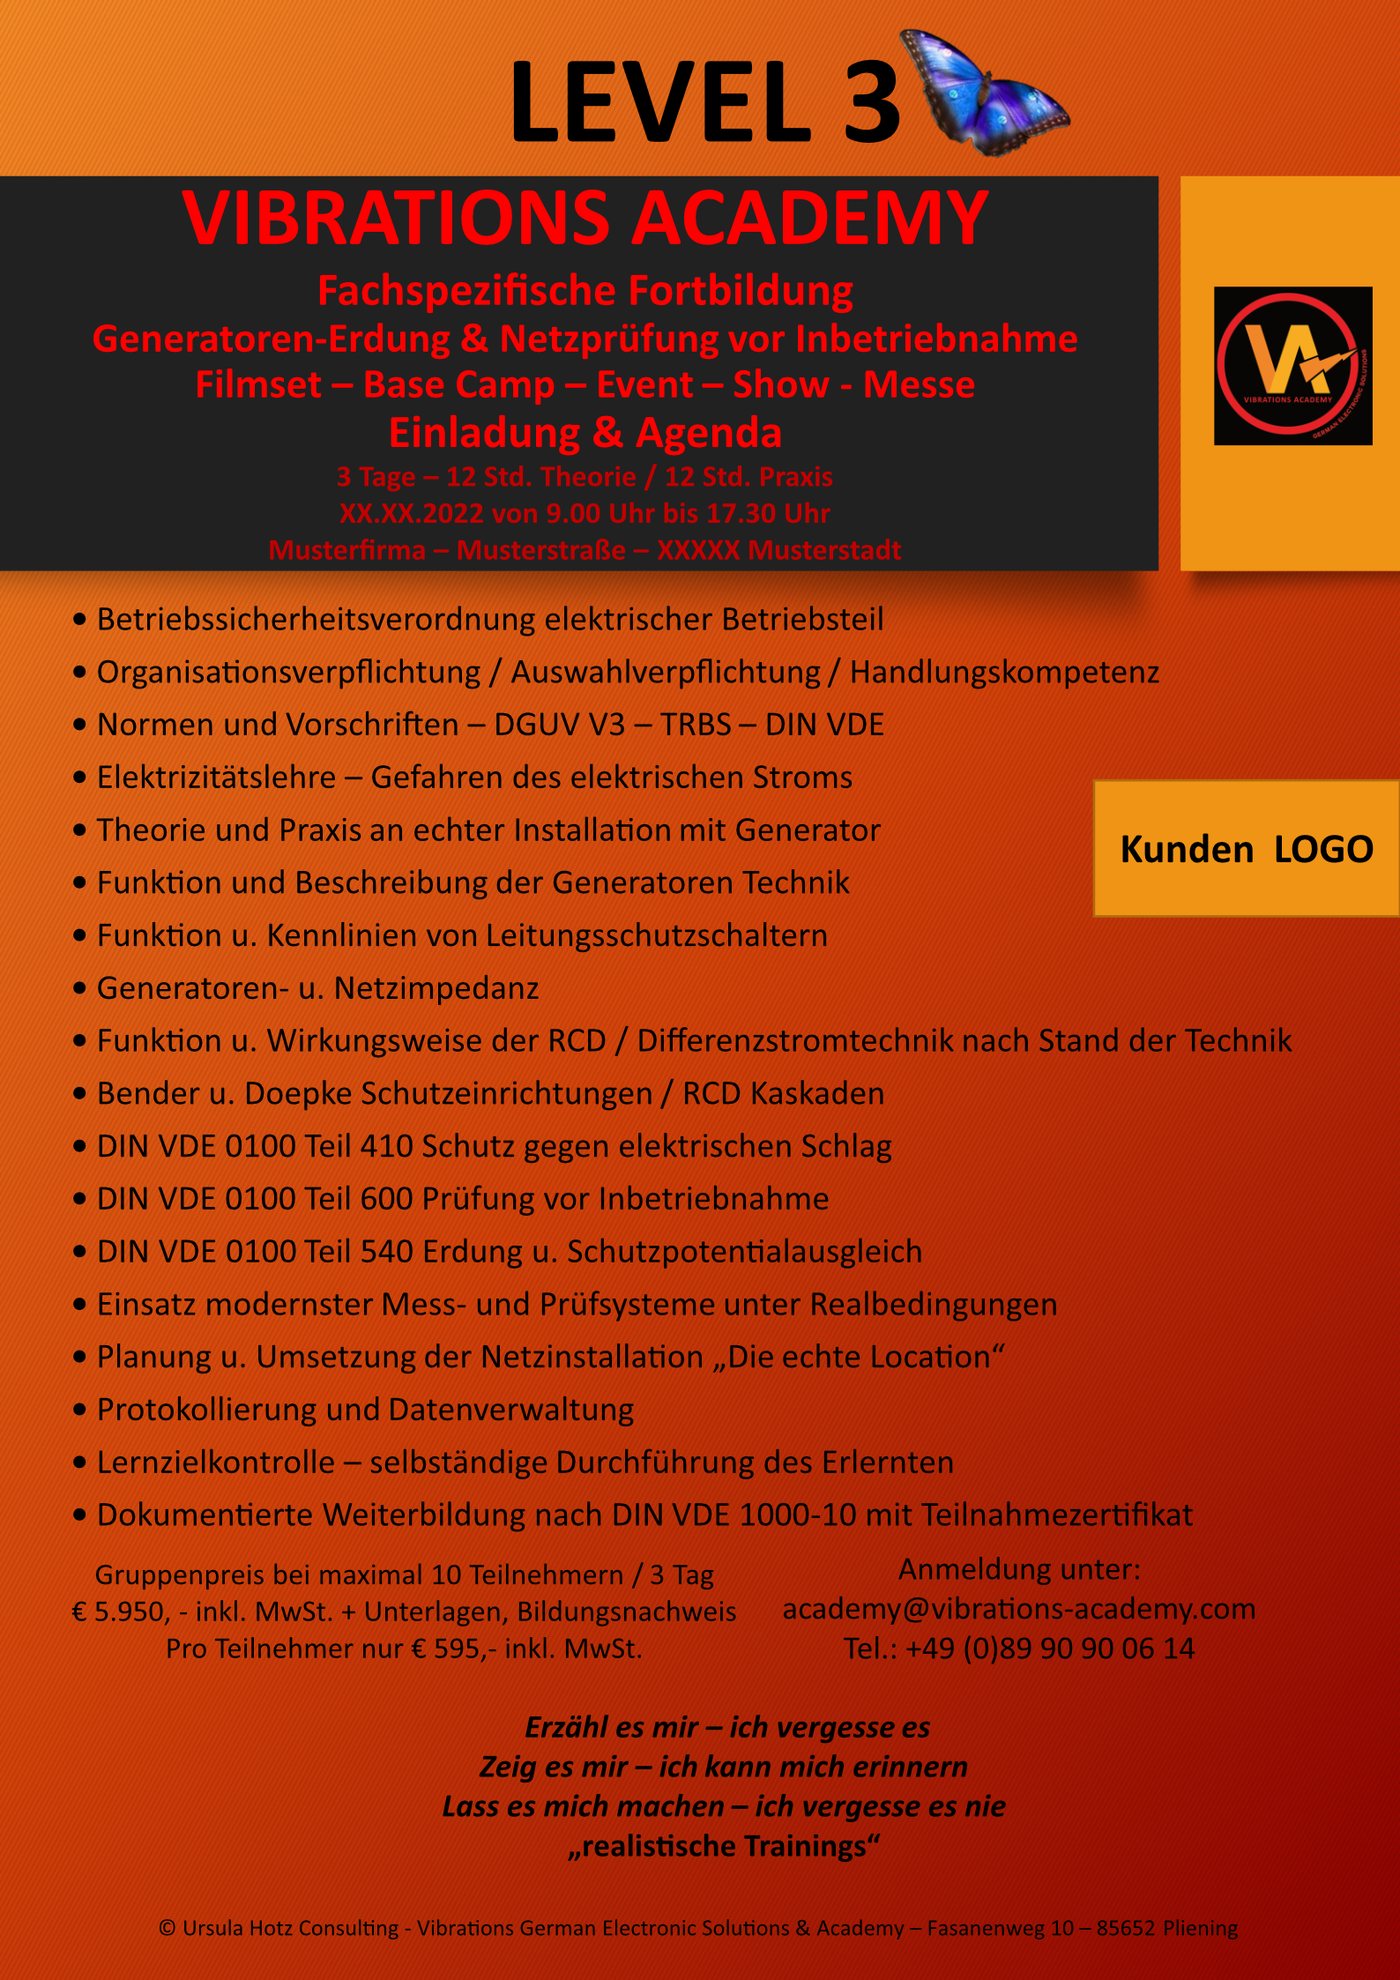 LEVEL 3
VIBRATIONS ACADEMY
Fachspezifische Fortbildung
Generatoren-Erdung & Netzprüfung vor Inbetriebnahme
Filmset – Base Camp – Event – Show - Messe
Einladung & Agenda
3 Tage – 12 Std. Theorie / 12 Std. Praxis
XX.XX.2022 von 9.00 Uhr bis 17.30 Uhr
Musterfirma – Musterstraße – XXXXX Musterstadt
VA
VIBRATIONS ACADEMY
GERMAN ELECTRONIC SOLUTIONS
• Betriebssicherheitsverordnung elektrischer Betriebsteil
• Organisationsverpflichtung / Auswahlverpflichtung / Handlungskompetenz
• Normen und Vorschriften – DGUV V3 – TRBS – DIN VDE
• Elektrizitätslehre – Gefahren des elektrischen Stroms
• Theorie und Praxis an echter Installation mit Generator
Kunden LOGO
• Funktion und Beschreibung der Generatoren Technik
• Funktion u. Kennlinien von Leitungsschutzschaltern
• Generatoren- u. Netzimpedanz
• Funktion u. Wirkungsweise der RCD / Differenzstromtechnik nach Stand der Technik
• Bender u. Doepke Schutzeinrichtungen / RCD Kaskaden
• DIN VDE 0100 Teil 410 Schutz gegen elektrischen Schlag
• DIN VDE 0100 Teil 600 Prüfung vor Inbetriebnahme
• DIN VDE 0100 Teil 540 Erdung u. Schutzpotentialausgleich
• Einsatz modernster Mess- und Prüfsysteme unter Realbedingungen
• Planung u. Umsetzung der Netzinstallation „Die echte Location“
• Protokollierung und Datenverwaltung
• Lernzielkontrolle – selbständige Durchführung des Erlernten
• Dokumentierte Weiterbildung nach DIN VDE 1000-10 mit Teilnahmezertifikat
Gruppenpreis bei maximal 10 Teilnehmern / 3 Tag
€ 5.950, - inkl. MwSt. + Unterlagen, Bildungsnachweis
Pro Teilnehmer nur € 595,- inkl. MwSt.
Anmeldung unter:
academy@vibrations-academy.com
Tel.: +49 (0)89 90 90 06 14
Erzähl es mir – ich vergesse es
Zeig es mir – ich kann mich erinnern
Lass es mich machen – ich vergesse es nie
„realistische Trainings“
© Ursula Hotz Consulting - Vibrations German Electronic Solutions & Academy – Fasanenweg 10 – 85652 Pliening